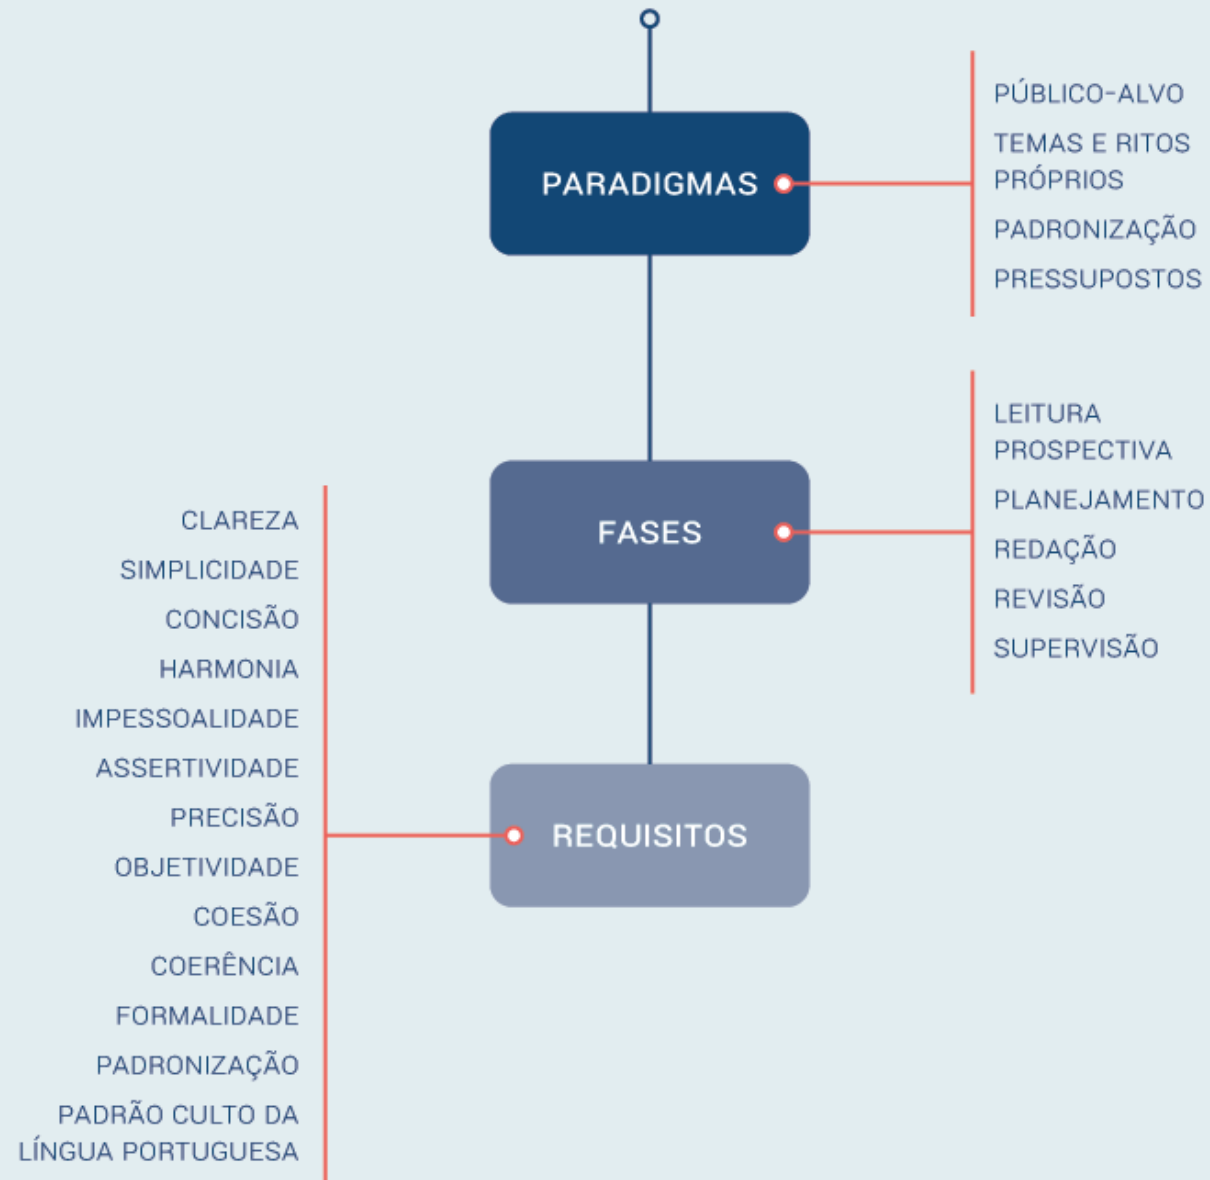 PARADIGMAS
PÚBLICO-ALVO
TEMAS E RITOS
PRÓPRIOS
PADRONIZAÇÃO
PRESSUPOSTOS
FASES
LEITURA
PROSPECTIVA
PLANEJAMENTO
REDAÇÃO
REVISÃO
SUPERVISÃO
REQUISITOS
CLAREZA
SIMPLICIDADE
CONCISÃO
HARMONIA
IMPESSOALIDADE
ASSERTIVIDADE
PRECISÃO
OBJETIVIDADE
COESÃO
COERÊNCIA
FORMALIDADE
PADRONIZAÇÃO
PADRÃO CULTO DA
LÍNGUA PORTUGUESA